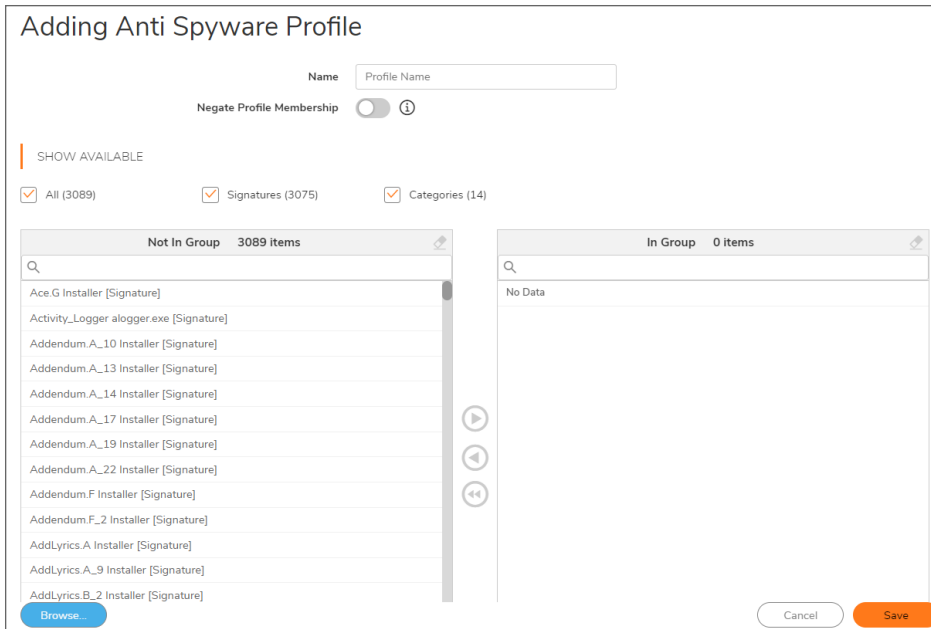 Adding Anti Spyware Profile
Name Profile Name
Negate Profile Membership
SHOW AVAILABLE
All (3089) Signatures (3075) Categories (14)
Not In Group 3089 items
In Group 0 items
Ace.G Installer [Signature]
No Data
Activity_Logger alogger.exe [Signature]
Addendum.A_10 Installer [Signature]
Addendum.A_13 Installer [Signature]
Addendum.A_14 Installer [Signature]
Addendum.A_17 Installer [Signature]
Addendum.A_19 Installer [Signature]
Addendum.A_22 Installer [Signature]
Addendum.F Installer [Signature]
Addendum.F_2 Installer [Signature]
AddLyrics.A Installer [Signature]
AddLyrics.A_9 Installer [Signature]
AddLyrics.B_2 Installer [Signature]
Browse... Cancel Save